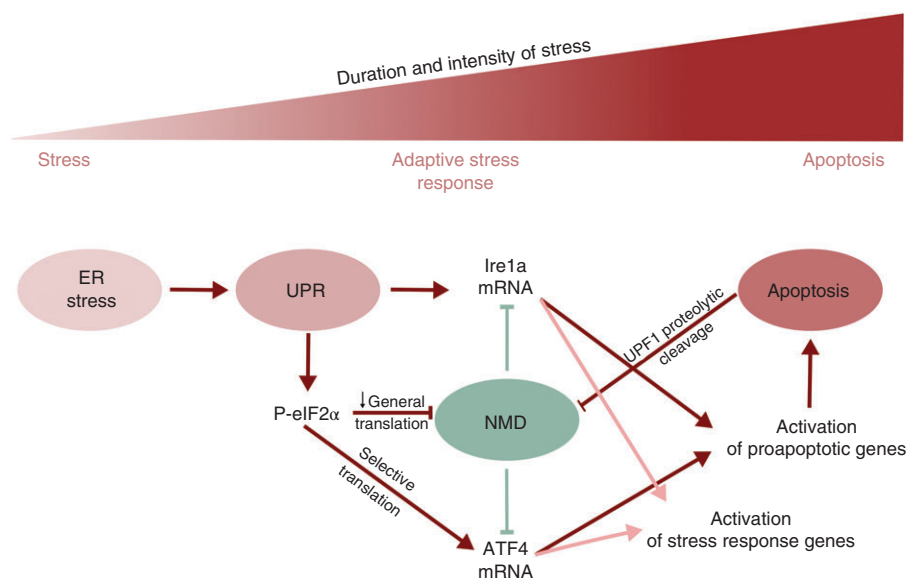 Duration and intensity of stress
Stress
Adaptive stress
response
Apoptosis
ER
stress
UPR
Ire1a
mRNA
Apoptosis
UPF1 proteolytic
cleavage
P-eIF2α
↓General
translation
NMD
Activation
of proapoptotic genes
Selective
translation
Activation
of stress response genes
ATF4
mRNA